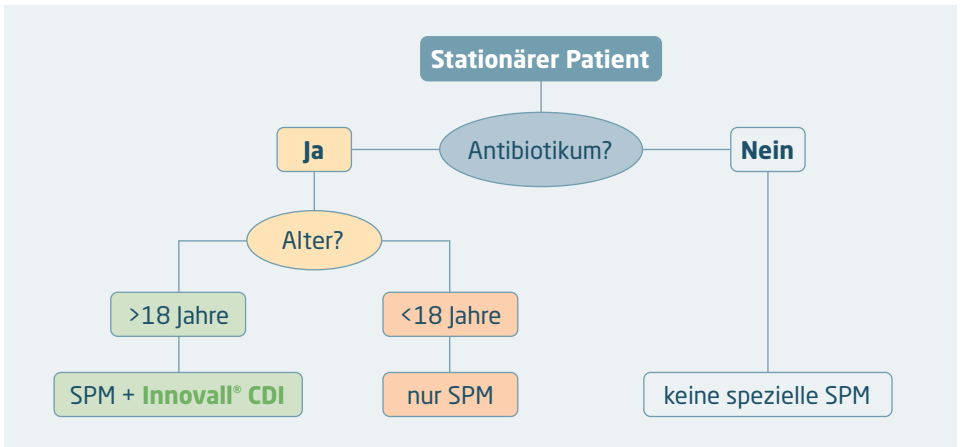 Stationärer Patient
Ja
Antibiotikum?
Nein
Alter?
>18 Jahre
<18 Jahre
SPM + Innovall® CDI
nur SPM
keine spezielle SPM